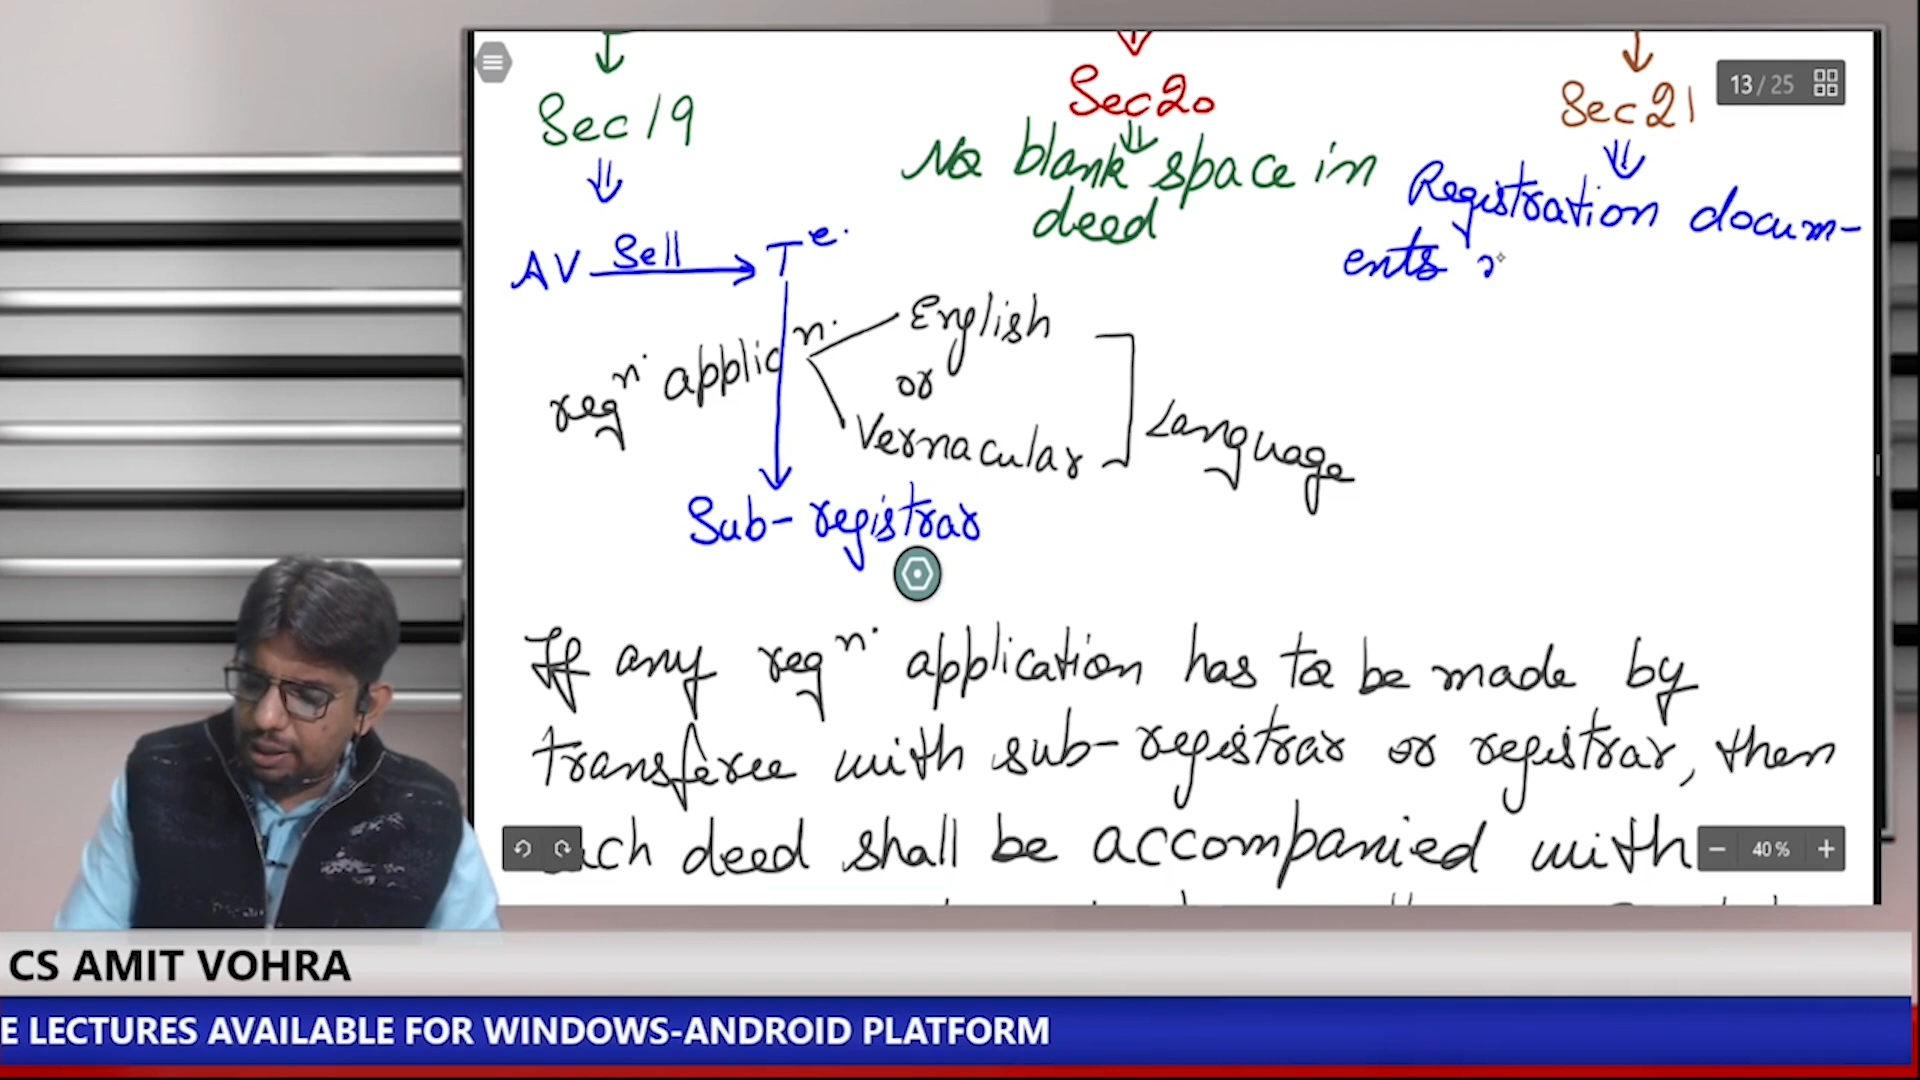 Sec 19
Sec 20
Sec 21
13 / 25
No blank space in
deed
Registration docum-
ents
AV Sell Te.
regn. applicn.
English
or
Vernacular
Language
Sub-registrar
If any regn. application has to be made by
transferee with sub-registrar or registrar, then
ch deed shall be accompanied with
40 %
CS AMIT VOHRA
E LECTURES AVAILABLE FOR WINDOWS-ANDROID PLATFORM